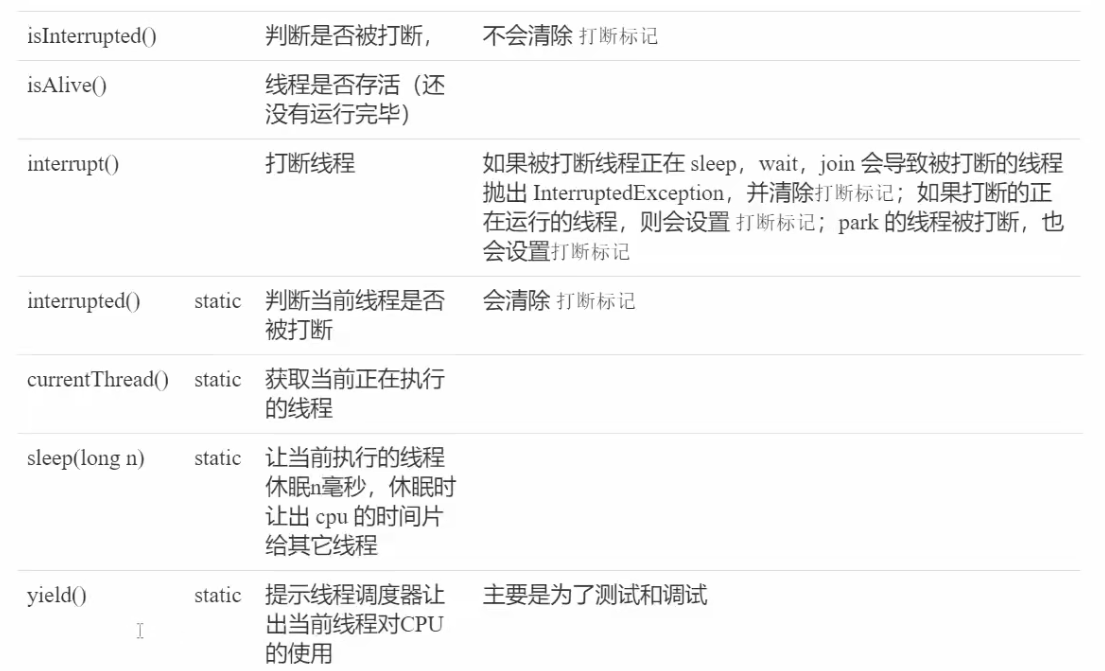 isInterrupted() 判断是否被打断， 不会清除 打断标记
isAlive() 线程是否存活（还
没有运行完毕）
interrupt() 打断线程 如果被打断线程正在 sleep，wait，join 会导致被打断的线程
抛出 InterruptedException，并清除打断标记；如果打断的正
在运行的线程，则会设置 打断标记；park 的线程被打断，也
会设置打断标记
interrupted() static 判断当前线程是否 会清除 打断标记
被打断
currentThread() static 获取当前正在执行
的线程
sleep(long n) static 让当前执行的线程
休眠n毫秒，休眠时
让出 cpu 的时间片
给其它线程
yield() static 提示线程调度器让 主要是为了测试和调试
出当前线程对CPU
的使用